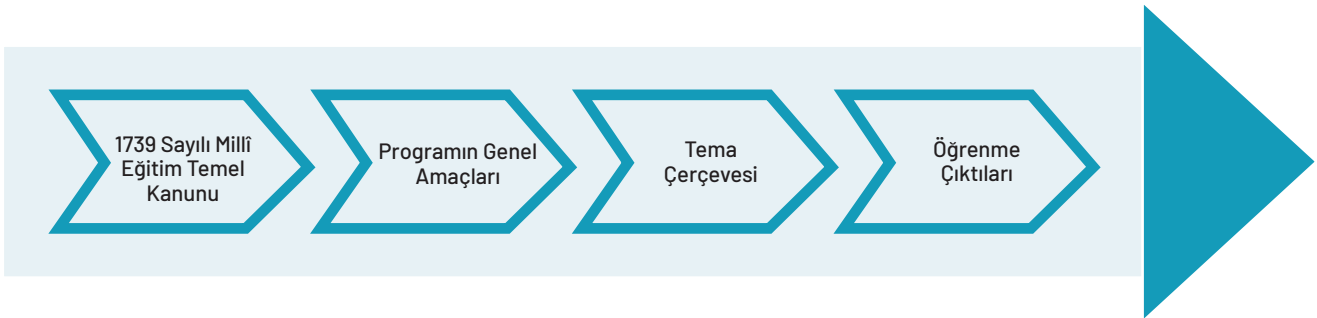 1739 Sayılı Millî
Eğitim Temel
Kanunu
Programın Genel
Amaçları
Tema
Çerçevesi
Öğrenme
Çıktıları